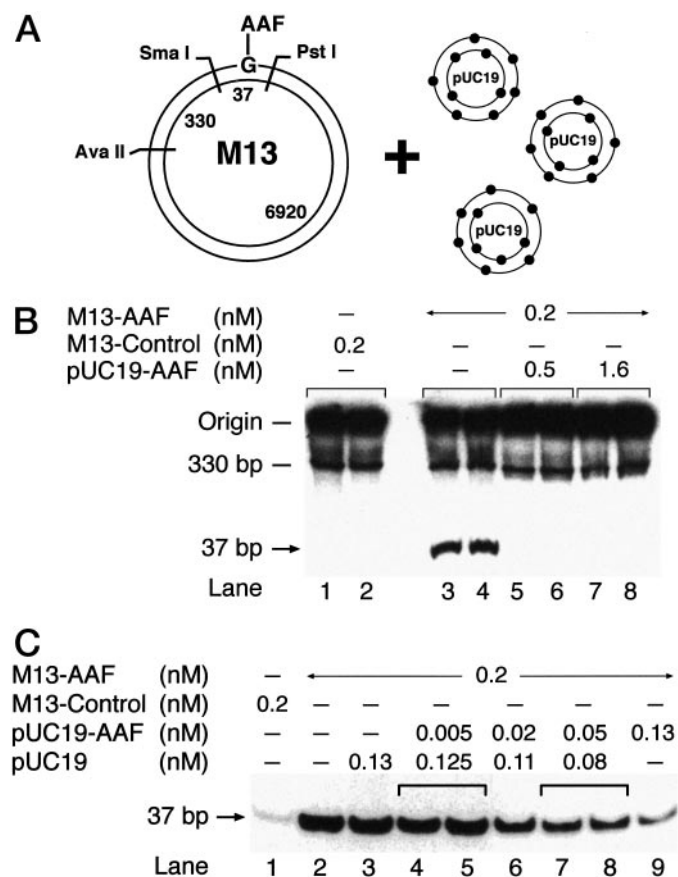 A
AAF
Sma I
G
Pst I
37
330
Ava II
M13
6920
+
pUC19
pUC19
pUC19
B
M13-AAF (nM) – 0.2
M13-Control (nM) 0.2 – – –
pUC19-AAF (nM) – – 0.5 1.6
Origin
330 bp
37 bp
Lane 1 2 3 4 5 6 7 8
C
M13-AAF (nM) – 0.2
M13-Control (nM) 0.2 – – – – – –
pUC19-AAF (nM) – – – 0.005 0.02 0.05 0.13
pUC19 (nM) – – 0.13 0.125 0.11 0.08 –
37 bp
Lane 1 2 3 4 5 6 7 8 9